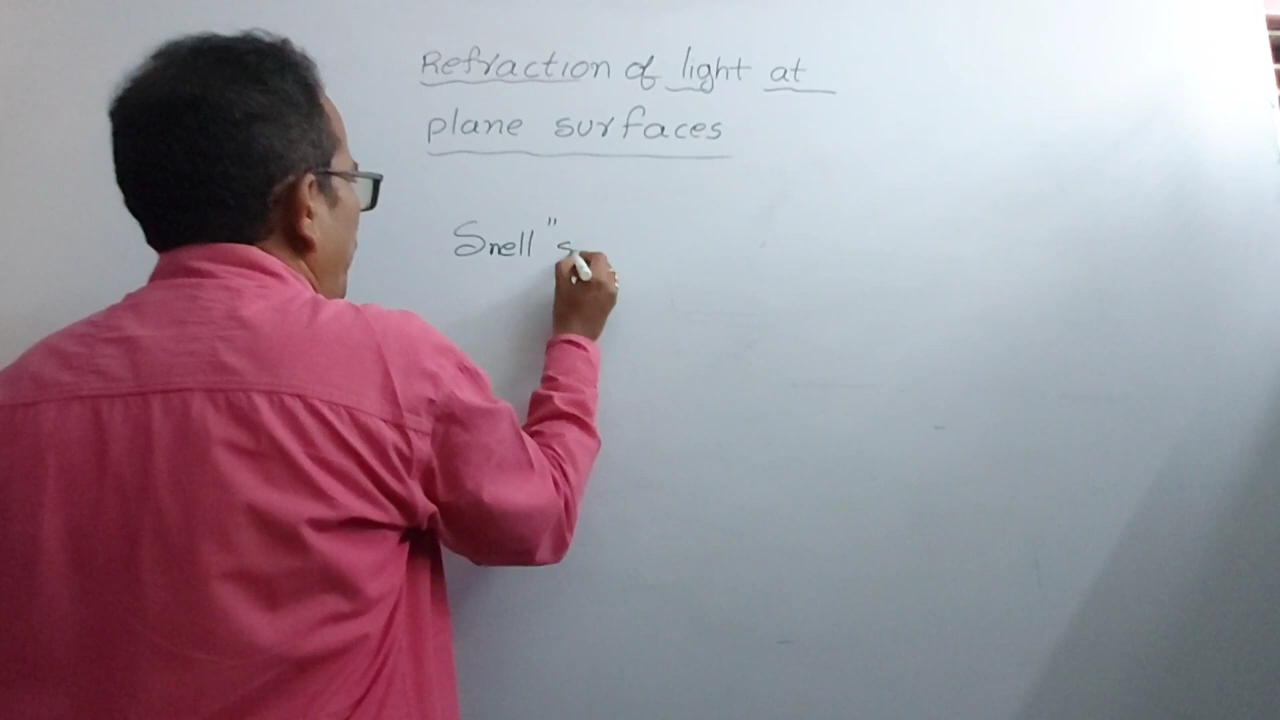 Refraction of light at
plane surfaces
Snell "s